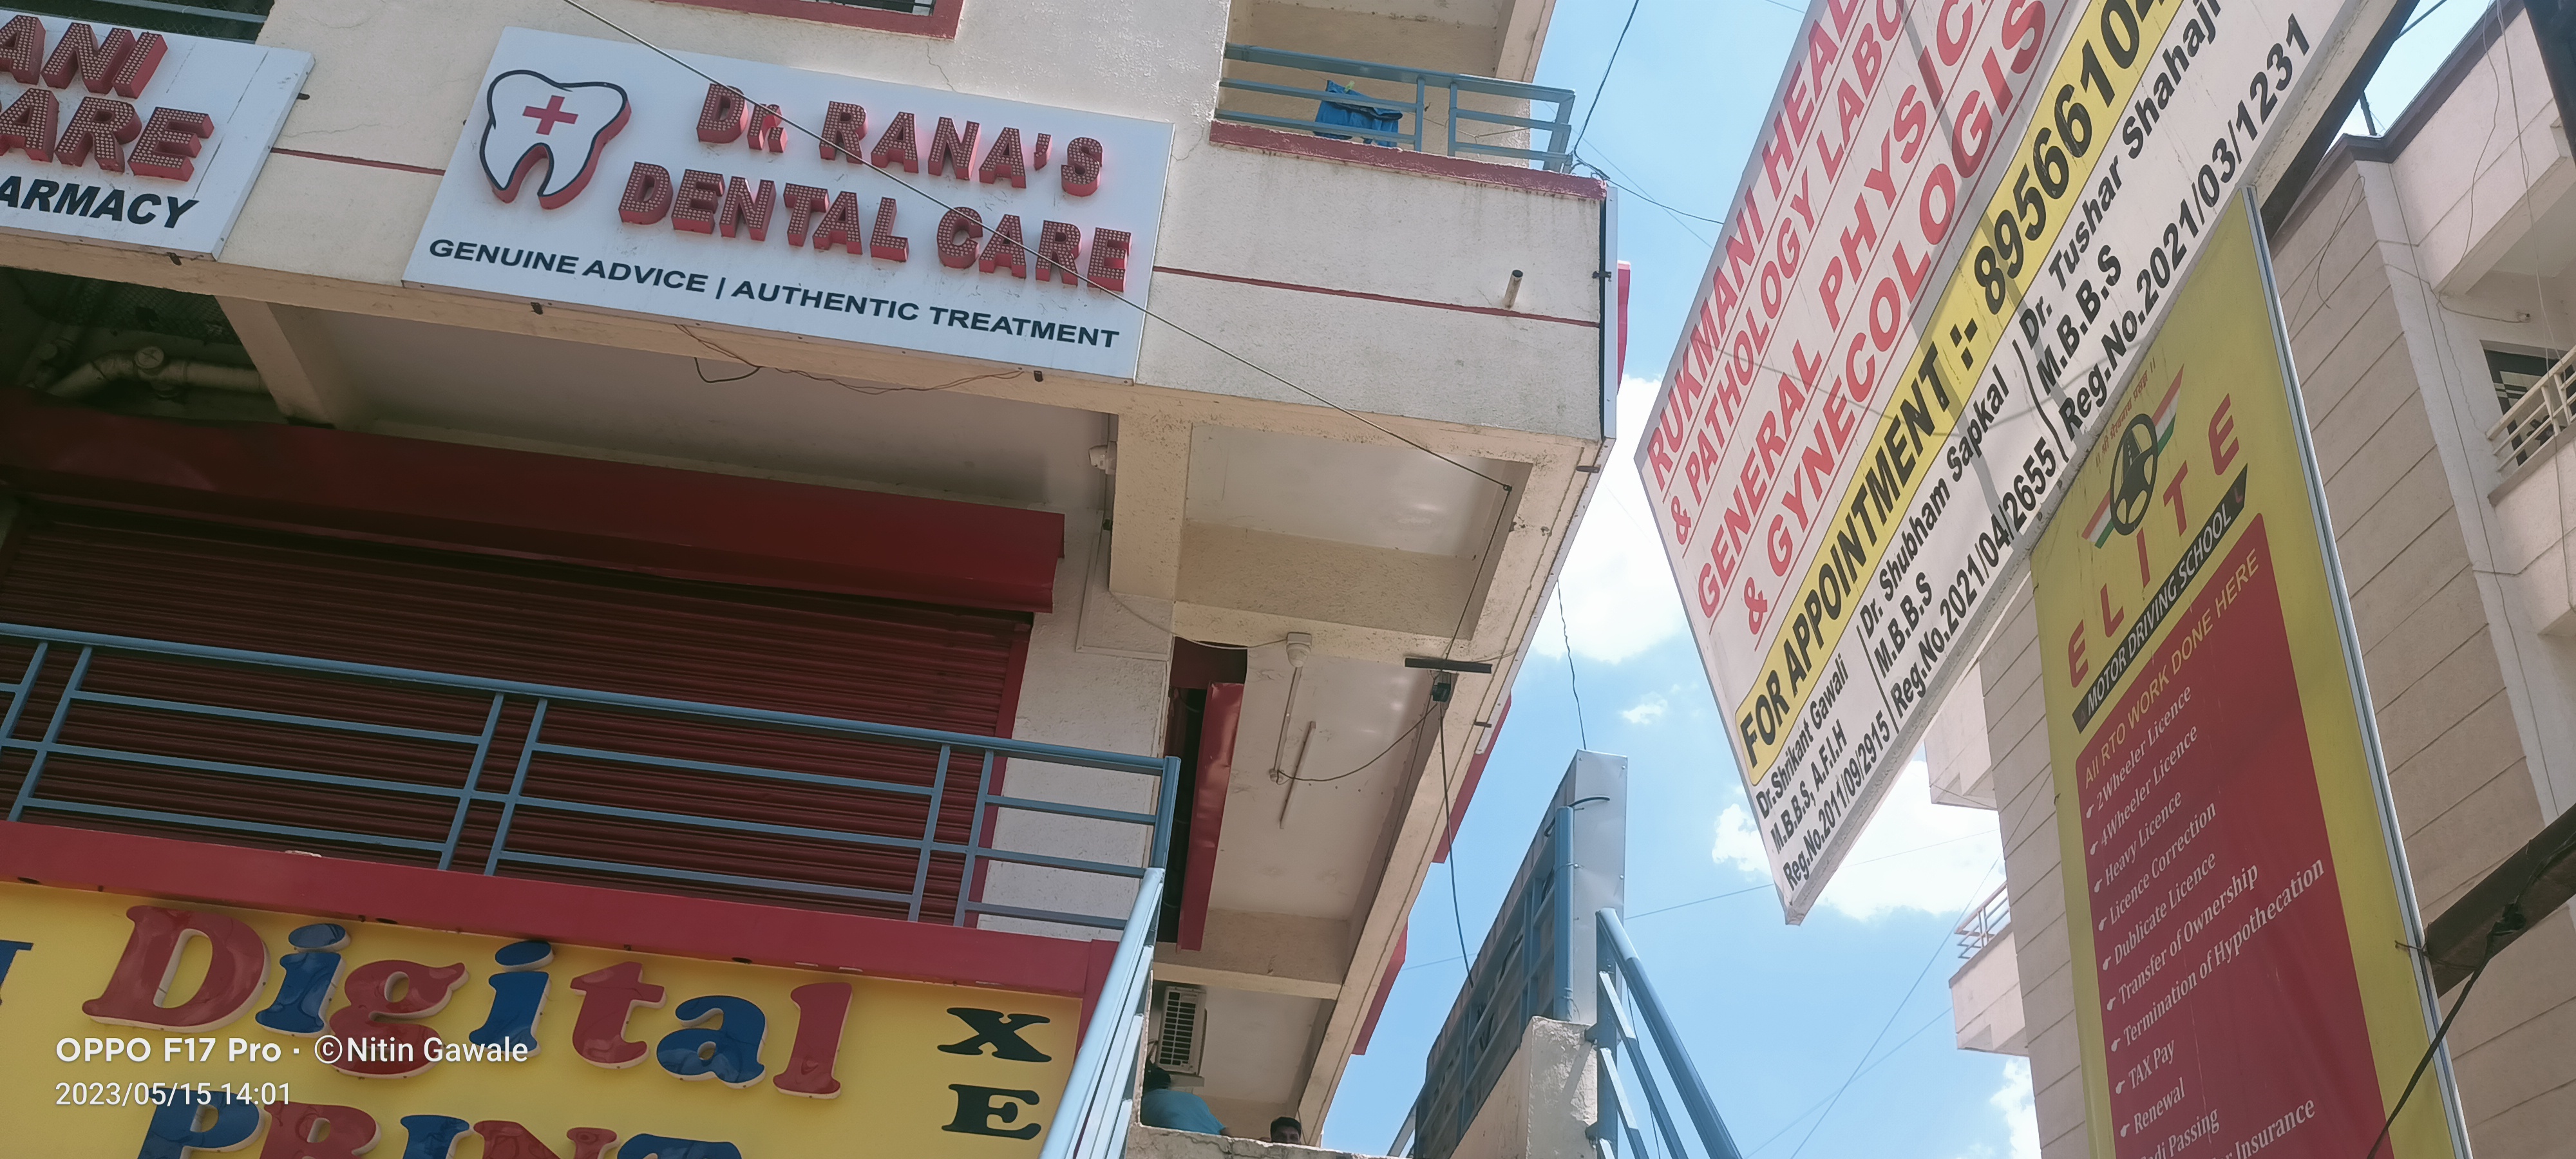 ANI
ARE
ARMACY
Dr. RANA'S
DENTAL CARE
GENUINE ADVICE | AUTHENTIC TREATMENT
RUKMANI HEAL
& PATHOLOGY LABO
GENERAL PHYSICI
& GYNECOLOGIS
FOR APPOINTMENT :- 89566104
Dr. Shrikant Gawali
M.B.B.S, A.F.I.H
Reg.No.2011/09/2915
Dr. Shubham Sapkal
M.B.B.S
Reg.No.2021/04/2655
Dr. Tushar Shahaji
M.B.B.S
Reg.No.2021/03/1231
ELITE
MOTOR DRIVING SCHOOL
All RTO WORK DONE HERE
2Wheeler Licence
4Wheeler Licence
Heavy Licence
Licence Correction
Dublicate Licence
Transfer of Ownership
Termination of Hypothecation
TAX Pay
Renewal
di Passing
r Insurance
Digital
PRINT
X
E
OPPO F17 Pro · ©Nitin Gawale
2023/05/15 14:01